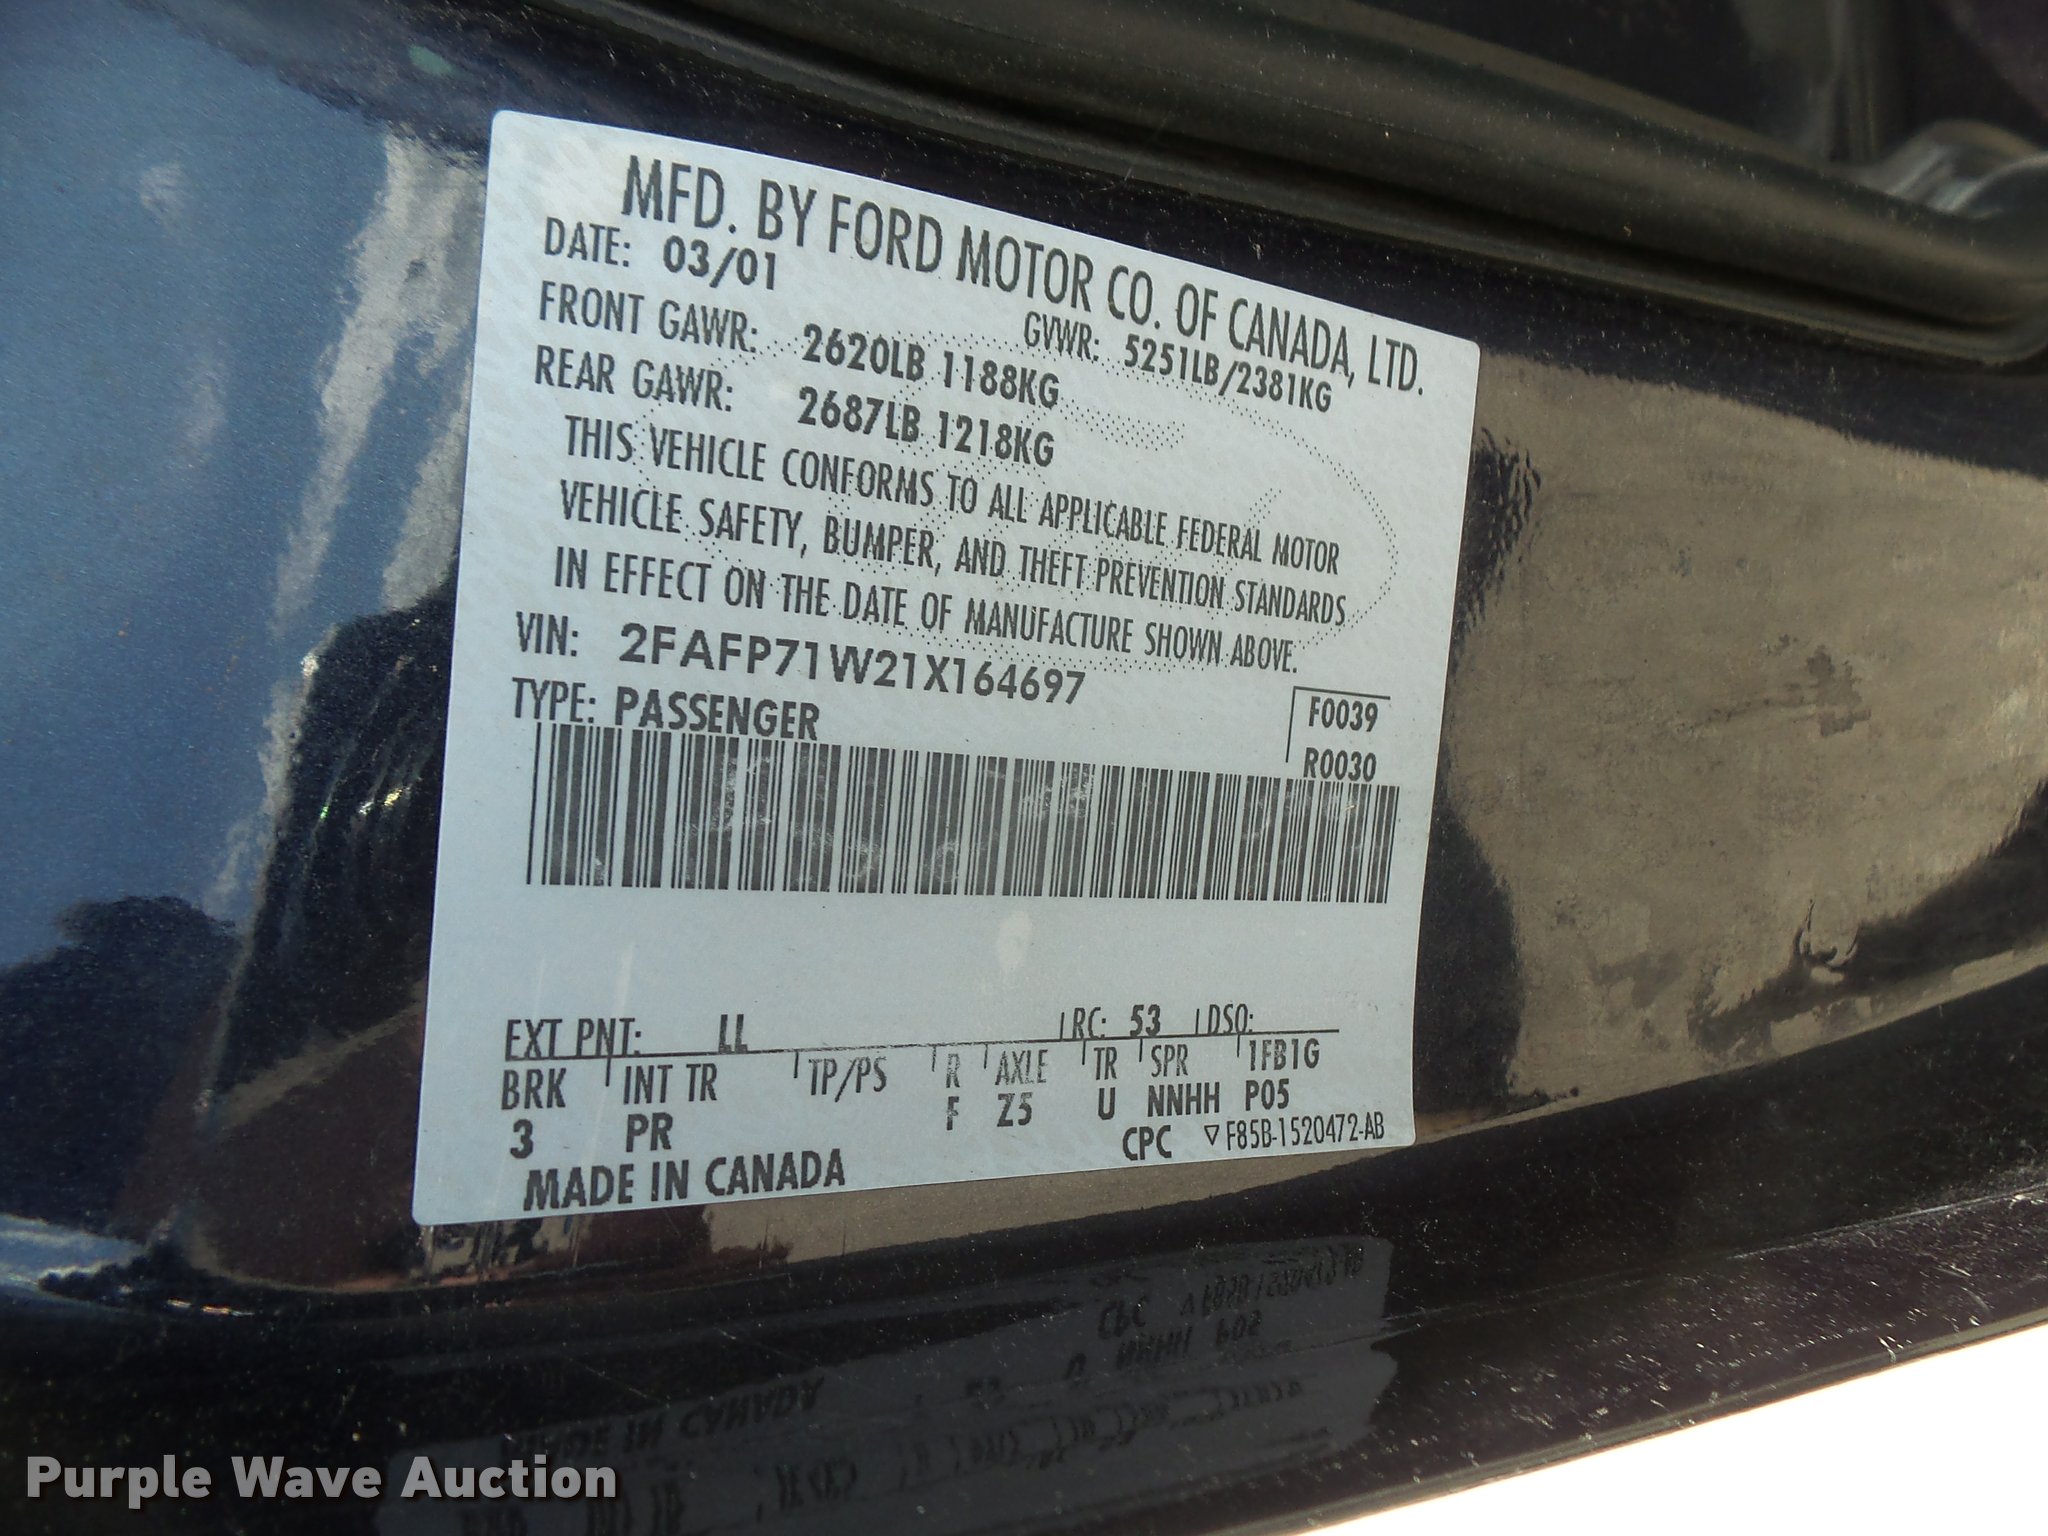 MFD. BY FORD MOTOR CO. OF CANADA, LTD.
DATE: 03/01 GVWR: 5251LB/2381KG
FRONT GAWR: 2620LB 1188KG
REAR GAWR: 2687LB 1218KG
THIS VEHICLE CONFORMS TO ALL APPLICABLE FEDERAL MOTOR
VEHICLE SAFETY, BUMPER, AND THEFT PREVENTION STANDARDS
IN EFFECT ON THE DATE OF MANUFACTURE SHOWN ABOVE.
VIN: 2FAFP71W21X164697
TYPE: PASSENGER
F0039
R0030
EXT PNT: LL RC: 53 DSO:
BRK INT TR TP/PS R AXLE TR SPR 1FB1G
3 PR F Z5 U NNHH P05
MADE IN CANADA CPC F85B-1520472-AB
Purple Wave Auction